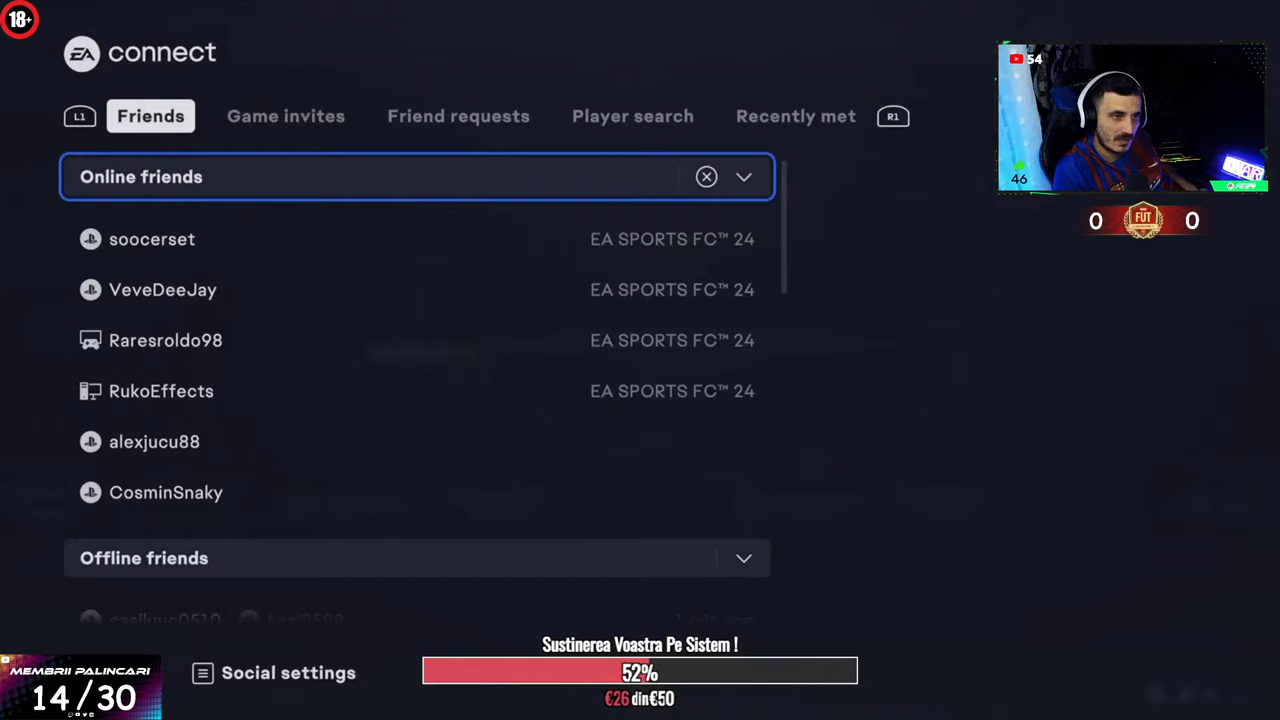 18+
EA connect
L1 Friends Game invites Friend requests Player search Recently met R1
54
46
0 FUT 0
Online friends
soocerset EA SPORTS FC™ 24
VeveDeeJay EA SPORTS FC™ 24
Raresroldo98 EA SPORTS FC™ 24
RukoEffects EA SPORTS FC™ 24
alexjucu88
CosminSnaky
Offline friends
Sustinerea Voastra Pe Sistem !
52%
€26 din €50
Social settings
MEMBRII PALINCARI
14/30